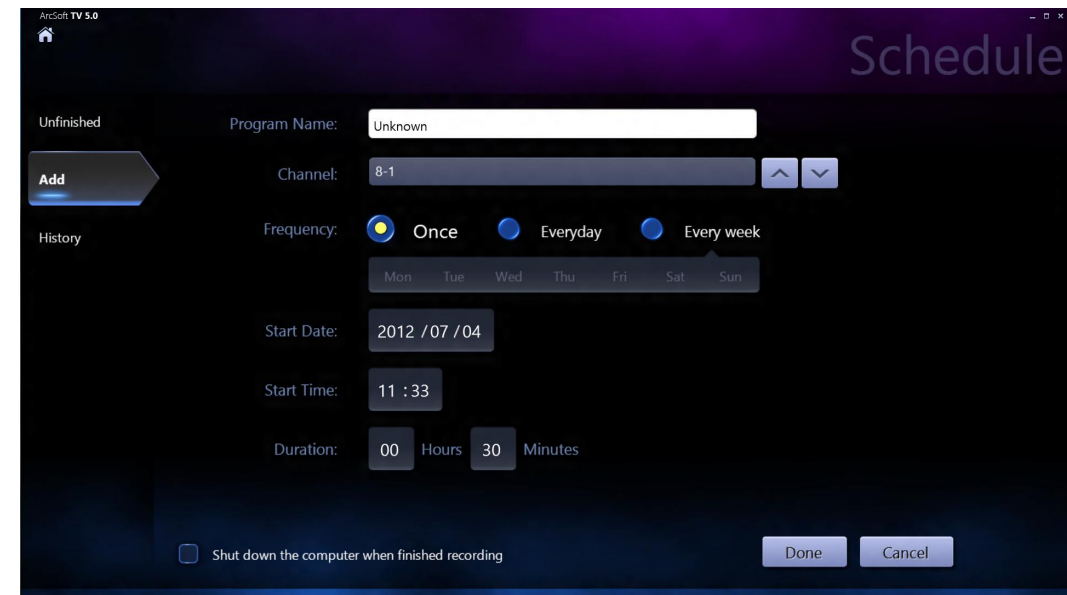 ArcSoft TV 5.0
Schedule
Unfinished
Add
History
Program Name: Unknown
Channel: 8-1
Frequency: Once Everyday Every week
Mon Tue Wed Thu Fri Sat Sun
Start Date: 2012 /07 /04
Start Time: 11 :33
Duration: 00 Hours 30 Minutes
Shut down the computer when finished recording
Done Cancel